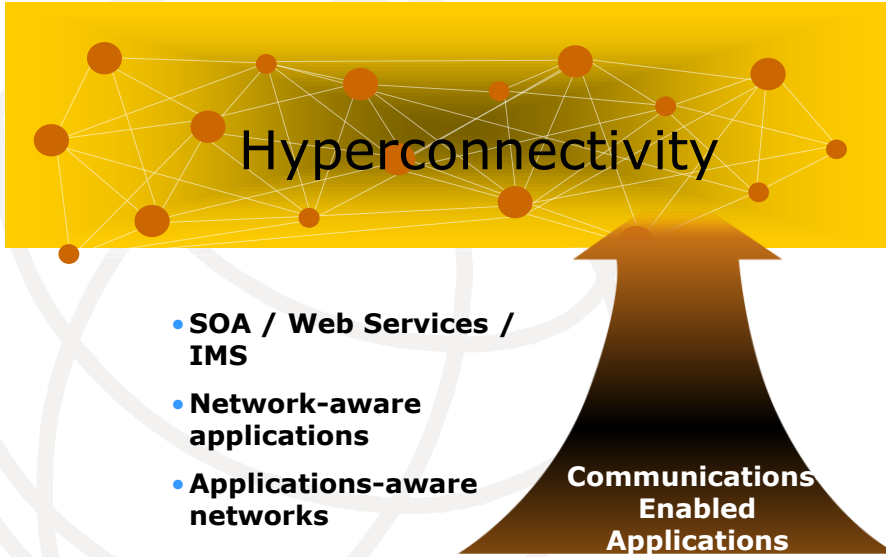 Hyperconnectivity
• SOA / Web Services /
IMS
• Network-aware
applications
• Applications-aware
networks
Communications
Enabled
Applications